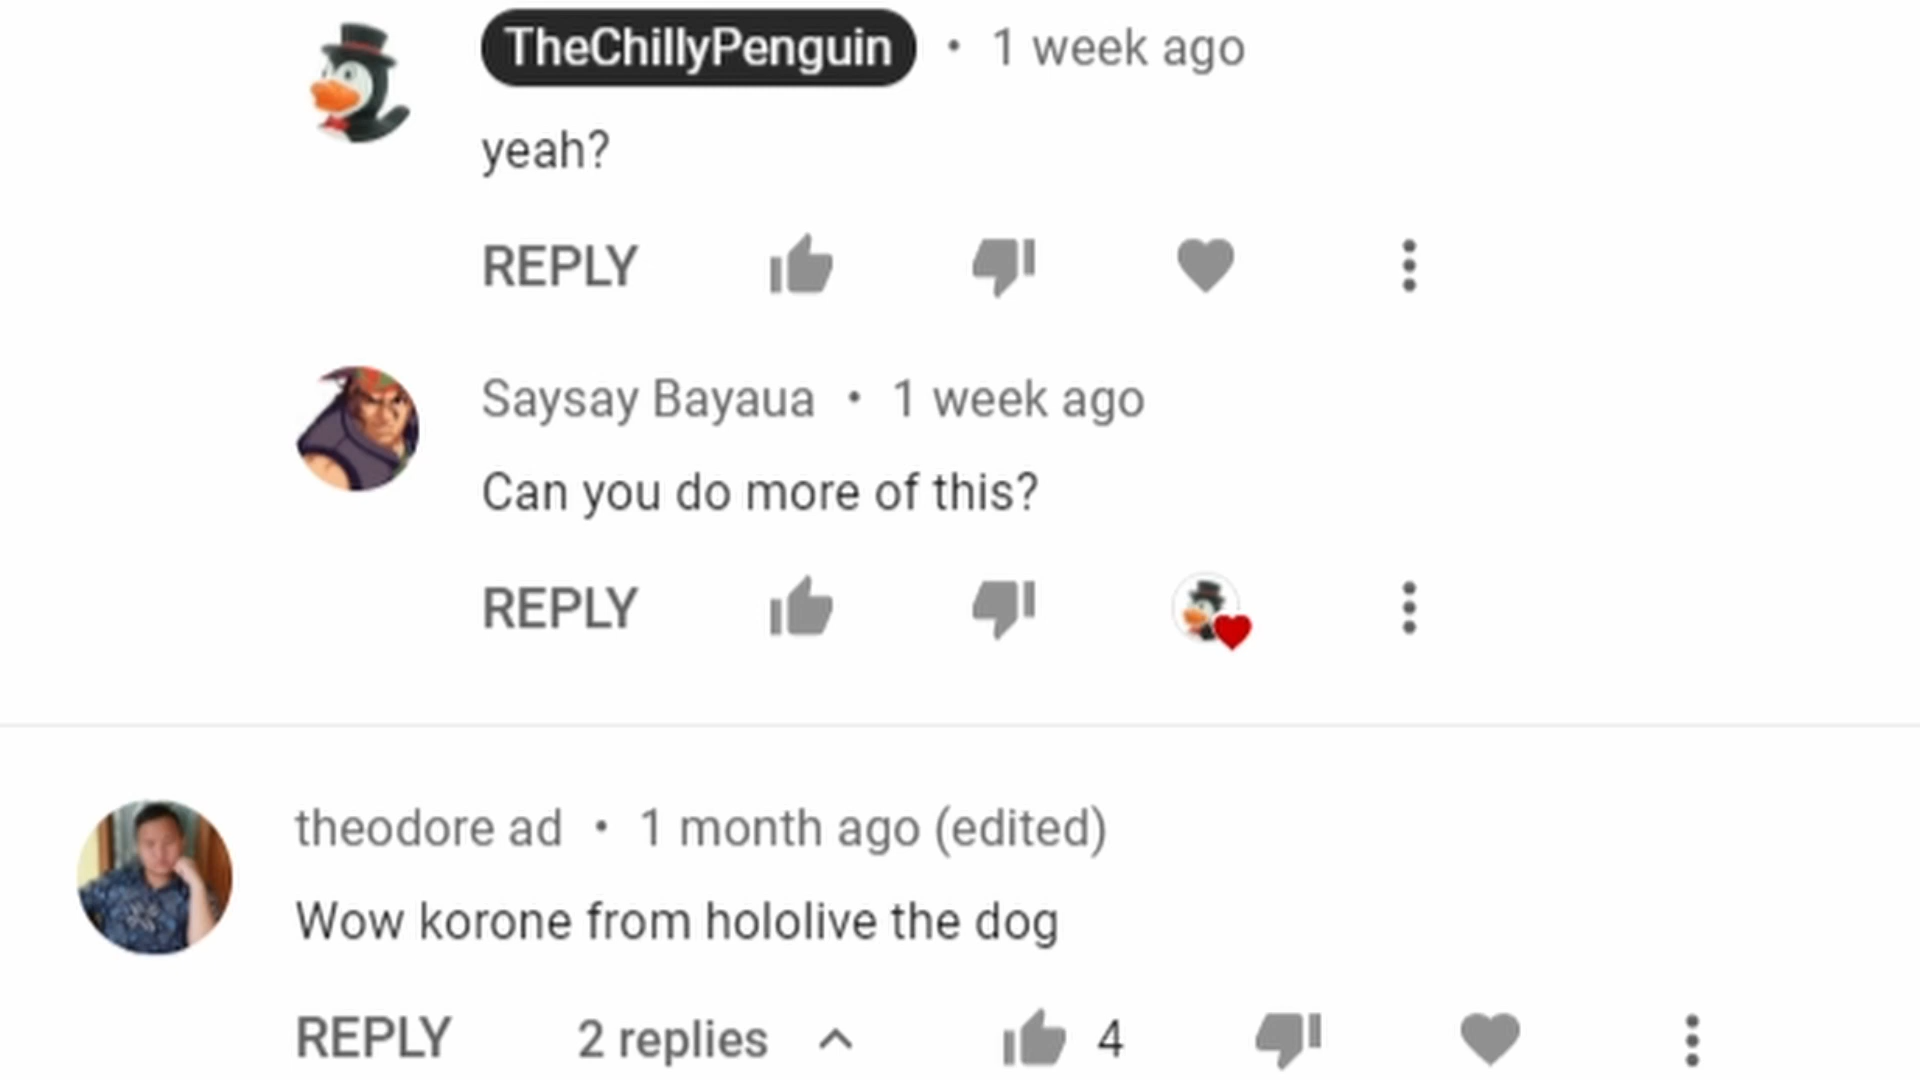 TheChillyPenguin • 1 week ago
yeah?
REPLY
Saysay Bayaua • 1 week ago
Can you do more of this?
REPLY
theodore ad • 1 month ago (edited)
Wow korone from hololive the dog
REPLY 2 replies 4